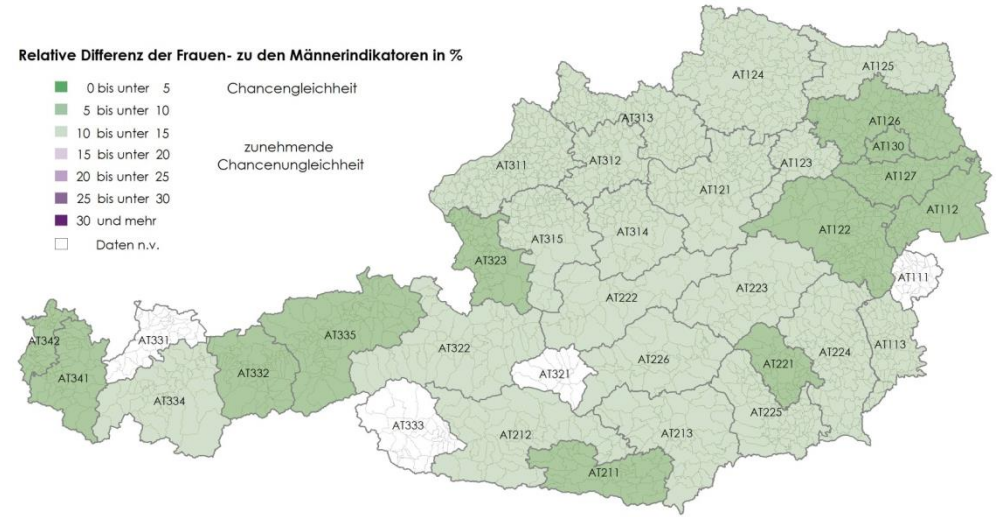 Relative Differenz der Frauen- zu den Männerindikatoren in %
0 bis unter 5 Chancengleichheit
5 bis unter 10
10 bis unter 15
15 bis unter 20 zunehmende
20 bis unter 25 Chancenungleichheit
25 bis unter 30
30 und mehr
Daten n.v.
AT124
AT125
AT313
AT126
AT130
AT311
AT312
AT123
AT127
AT121
AT112
AT315
AT314
AT122
AT323
AT111
AT222
AT223
AT342
AT331
AT335
AT322
AT113
AT341
AT332
AT321
AT226
AT221
AT224
AT334
AT333
AT225
AT212
AT213
AT211